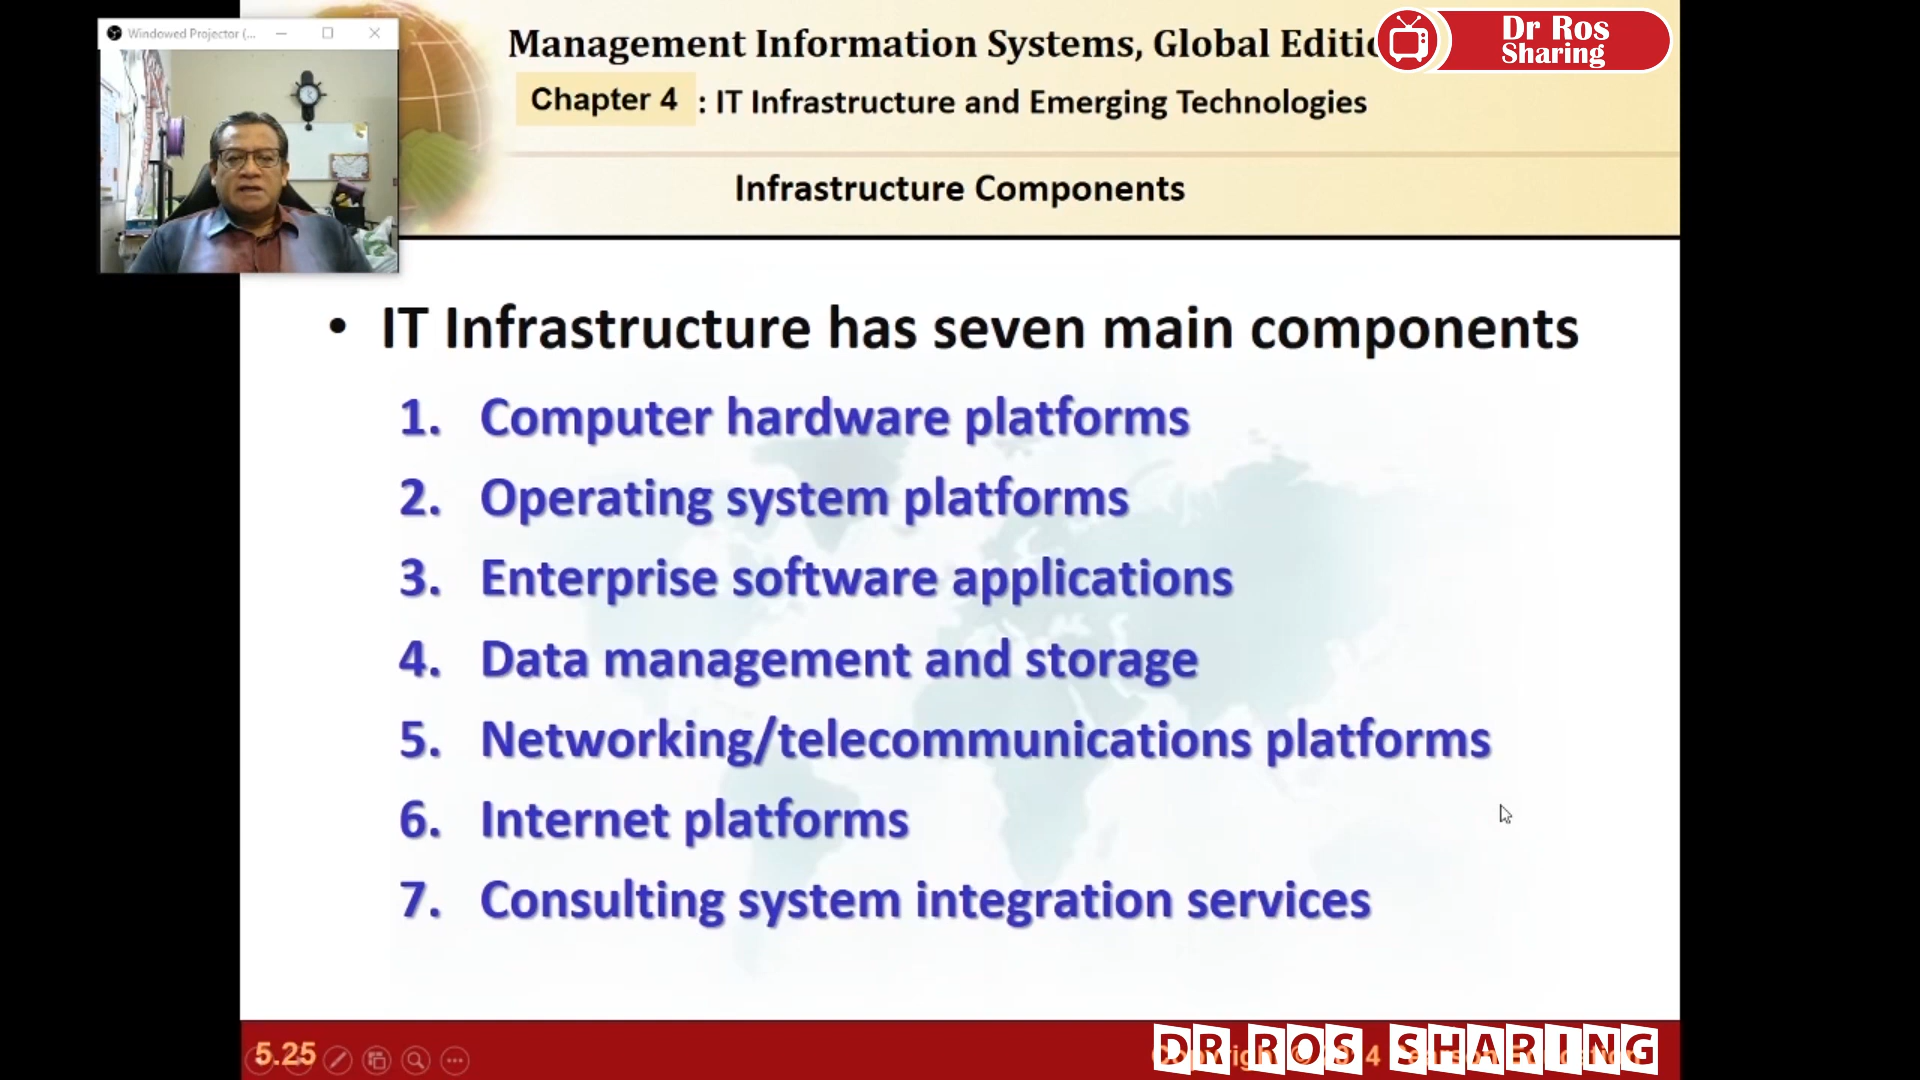 Windowed Projector (...
Management Information Systems, Global Editi
Dr Ros
Sharing
Chapter 4 : IT Infrastructure and Emerging Technologies
Infrastructure Components
• IT Infrastructure has seven main components
1. Computer hardware platforms
2. Operating system platforms
3. Enterprise software applications
4. Data management and storage
5. Networking/telecommunications platforms
6. Internet platforms
7. Consulting system integration services
5.25
DR ROS SHARING